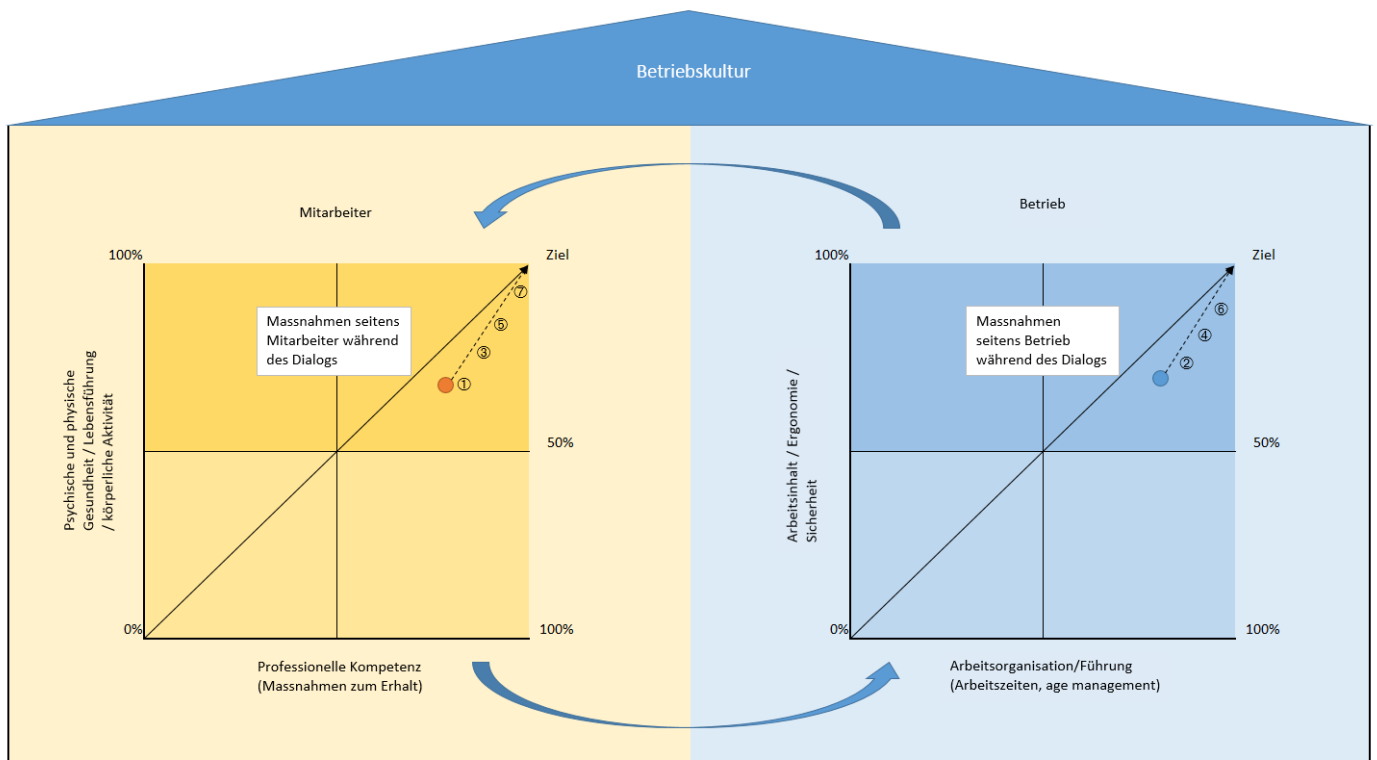 Betriebskultur
Mitarbeiter
100%
Ziel
Massnahmen seitens
Mitarbeiter während
des Dialogs
⑦
⑤
③
①
Psychische und physische
Gesundheit / Lebensführung
/ körperliche Aktivität
50%
0%
100%
Professionelle Kompetenz
(Massnahmen zum Erhalt)
Betrieb
100%
Ziel
Massnahmen
seitens Betrieb
während des Dialogs
⑥
④
②
Arbeitsinhalt / Ergonomie /
Sicherheit
50%
0%
100%
Arbeitsorganisation/Führung
(Arbeitszeiten, age management)